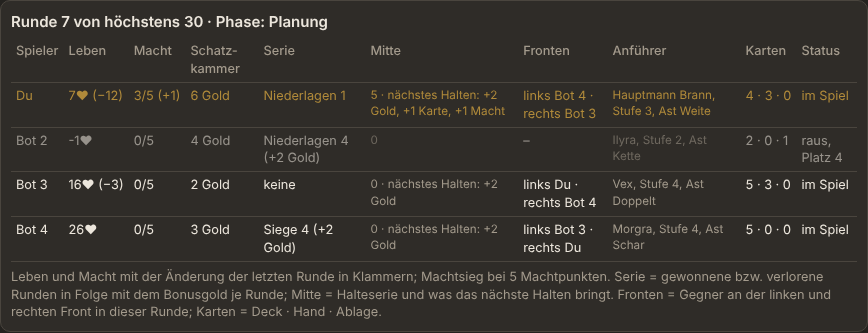 Runde 7 von höchstens 30 · Phase: Planung
Spieler Leben Macht Schatz- Serie Mitte Fronten Anführer Karten Status
kammer
Du 7♥ (−12) 3/5 (+1) 6 Gold Niederlagen 1 5 · nächstes Halten: +2 links Bot 4 · Hauptmann Brann, 4 · 3 · 0 im Spiel
Gold, +1 Karte, +1 Macht rechts Bot 3 Stufe 3, Ast Weite
Bot 2 -1♥ 0/5 4 Gold Niederlagen 4 0 – Ilyra, Stufe 2, Ast 2 · 0 · 1 raus,
(+2 Gold) Kette Platz 4
Bot 3 16♥ (−3) 0/5 2 Gold keine 0 · nächstes Halten: +2 links Du · Vex, Stufe 4, Ast 5 · 3 · 0 im Spiel
Gold rechts Bot 4 Doppelt
Bot 4 26♥ 0/5 3 Gold Siege 4 (+2 0 · nächstes Halten: +2 links Bot 3 · Morgra, Stufe 4, Ast 5 · 0 · 0 im Spiel
Gold) Gold rechts Du Schar
Leben und Macht mit der Änderung der letzten Runde in Klammern; Machtsieg bei 5 Machtpunkten. Serie = gewonnene bzw. verlorene
Runden in Folge mit dem Bonusgold je Runde; Mitte = Halteserie und was das nächste Halten bringt. Fronten = Gegner an der linken und
rechten Front in dieser Runde; Karten = Deck · Hand · Ablage.